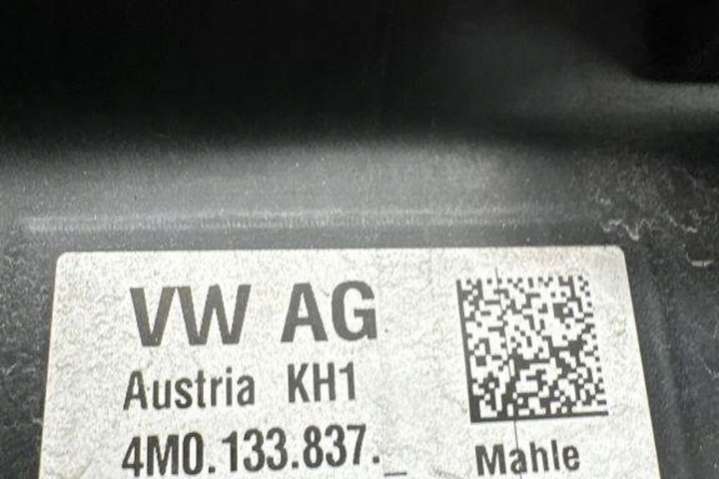 VW AG
Austria KH1
4M0.133.837._
Mahle